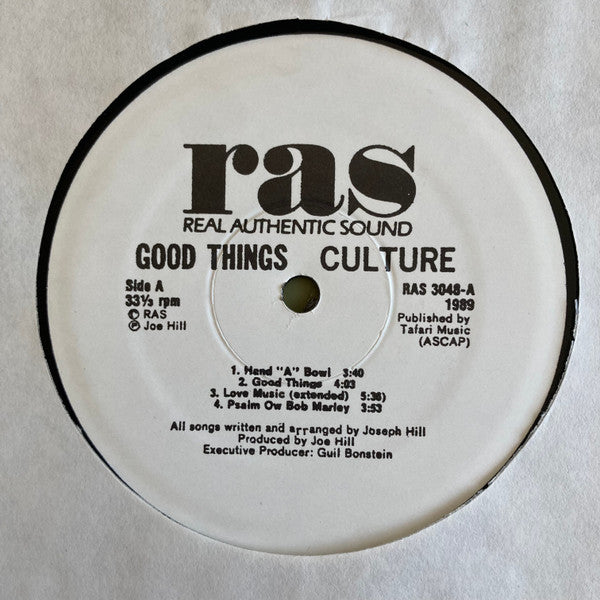 ras
REAL AUTHENTIC SOUND
GOOD THINGS CULTURE
Side A
33⅓ rpm
© RAS
℗ Joe Hill
RAS 3048-A
1989
Published by
Tafari Music
(ASCAP)
1. Hand "A" Bowl 3:40
2. Good Things 4:03
3. Love Music (extended) 5:36)
4. Psalm Ow Bob Marley 3:53
All songs written and arranged by Joseph Hill
Produced by Joe Hill
Executive Producer: Guil Bonstein